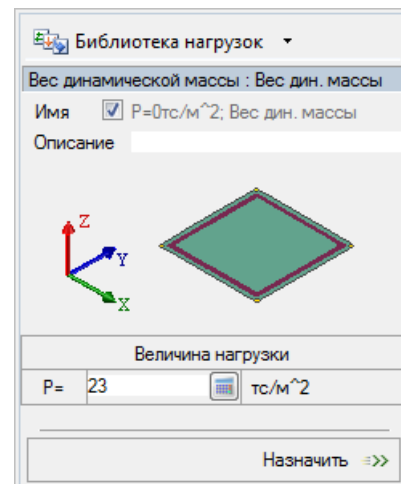 Библиотека нагрузок
Вес динамической массы : Вес дин. массы
Имя P=0тс/м^2; Вес дин. массы
Описание
Z
Y
X
Величина нагрузки
P= 23 тс/м^2
Назначить